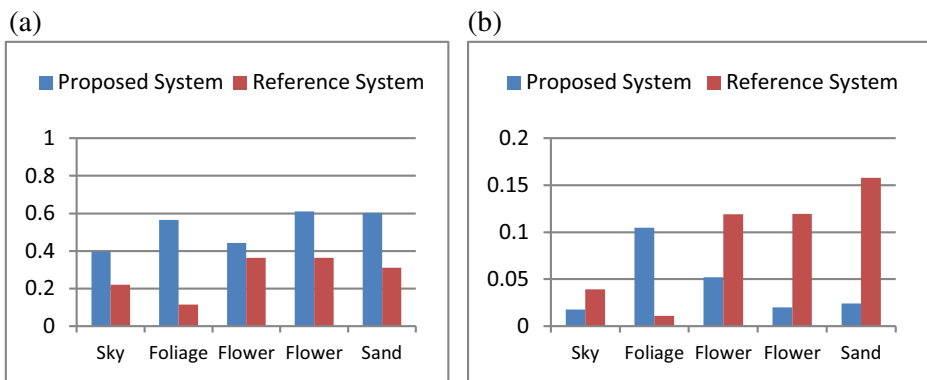 (a)
Proposed System Reference System
1
0.8
0.6
0.4
0.2
0
Sky Foliage Flower Flower Sand
(b)
Proposed System Reference System
0.2
0.15
0.1
0.05
0
Sky Foliage Flower Flower Sand